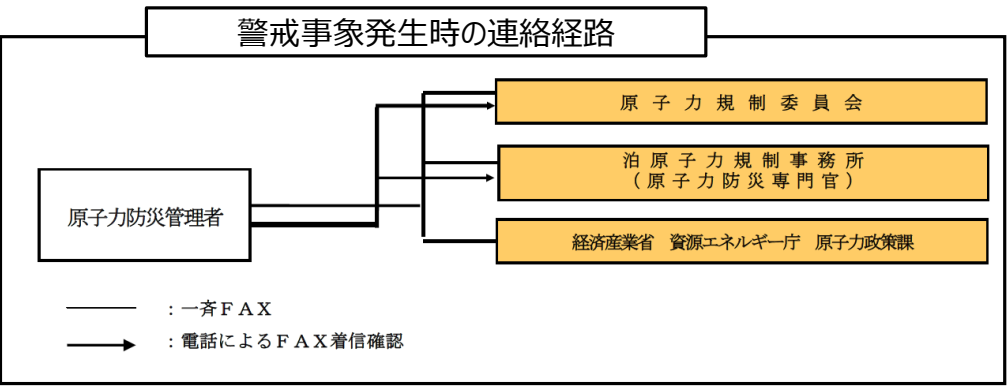 警戒事象発生時の連絡経路
原子力規制委員会
泊原子力規制事務所
（原子力防災専門官）
原子力防災管理者
経済産業省　資源エネルギー庁　原子力政策課
：一斉ＦＡＸ
：電話によるＦＡＸ着信確認